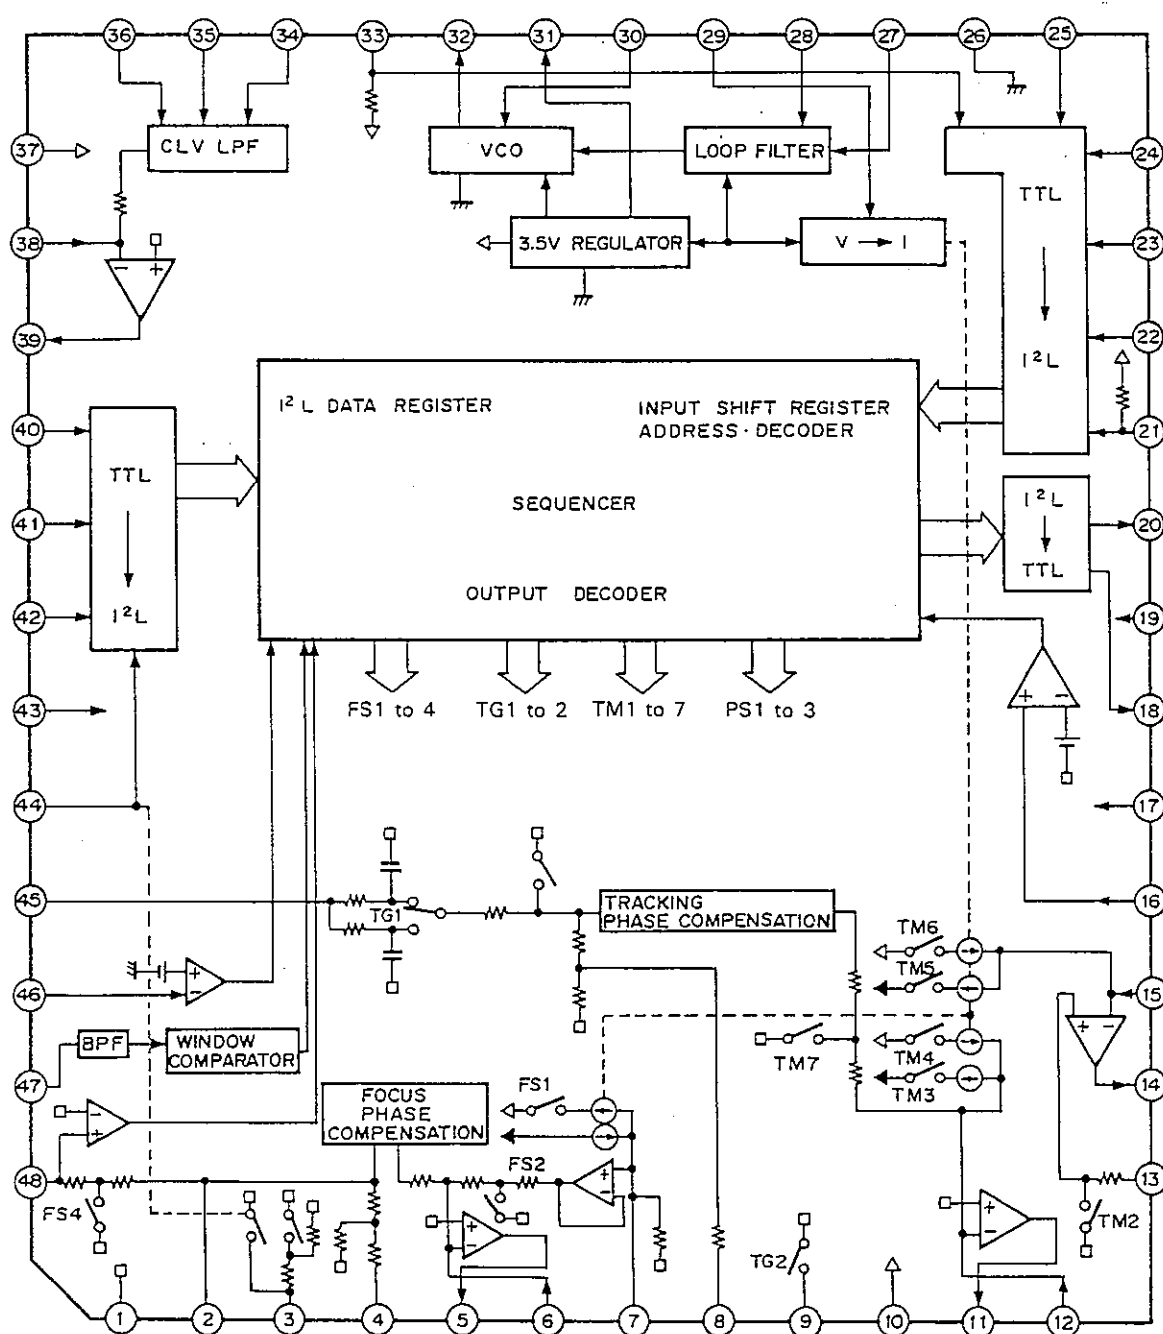 36 35 34 33 32 31 30 29 28 27 26 25
37
CLV LPF
VCO
LOOP FILTER
24
38
3.5V REGULATOR
V → I
TTL
23
− +
39
I²L
22
40
I²L DATA REGISTER
INPUT SHIFT REGISTER
ADDRESS·DECODER
21
TTL
41
SEQUENCER
I²L
TTL
20
42
I²L
OUTPUT DECODER
19
43
FS1 to 4
TG1 to 2
TM1 to 7
PS1 to 3
+ −
18
44
17
45
TG1
TRACKING
PHASE COMPENSATION
16
TM6
46
+
−
TM5
15
+ −
47
BPF
WINDOW
COMPARATOR
TM7
TM4
TM3
14
FS1
−
+
FOCUS
PHASE
COMPENSATION
48
FS2
+
−
13
FS4
+
−
TG2
+
−
TM2
1 2 3 4 5 6 7 8 9 10 11 12